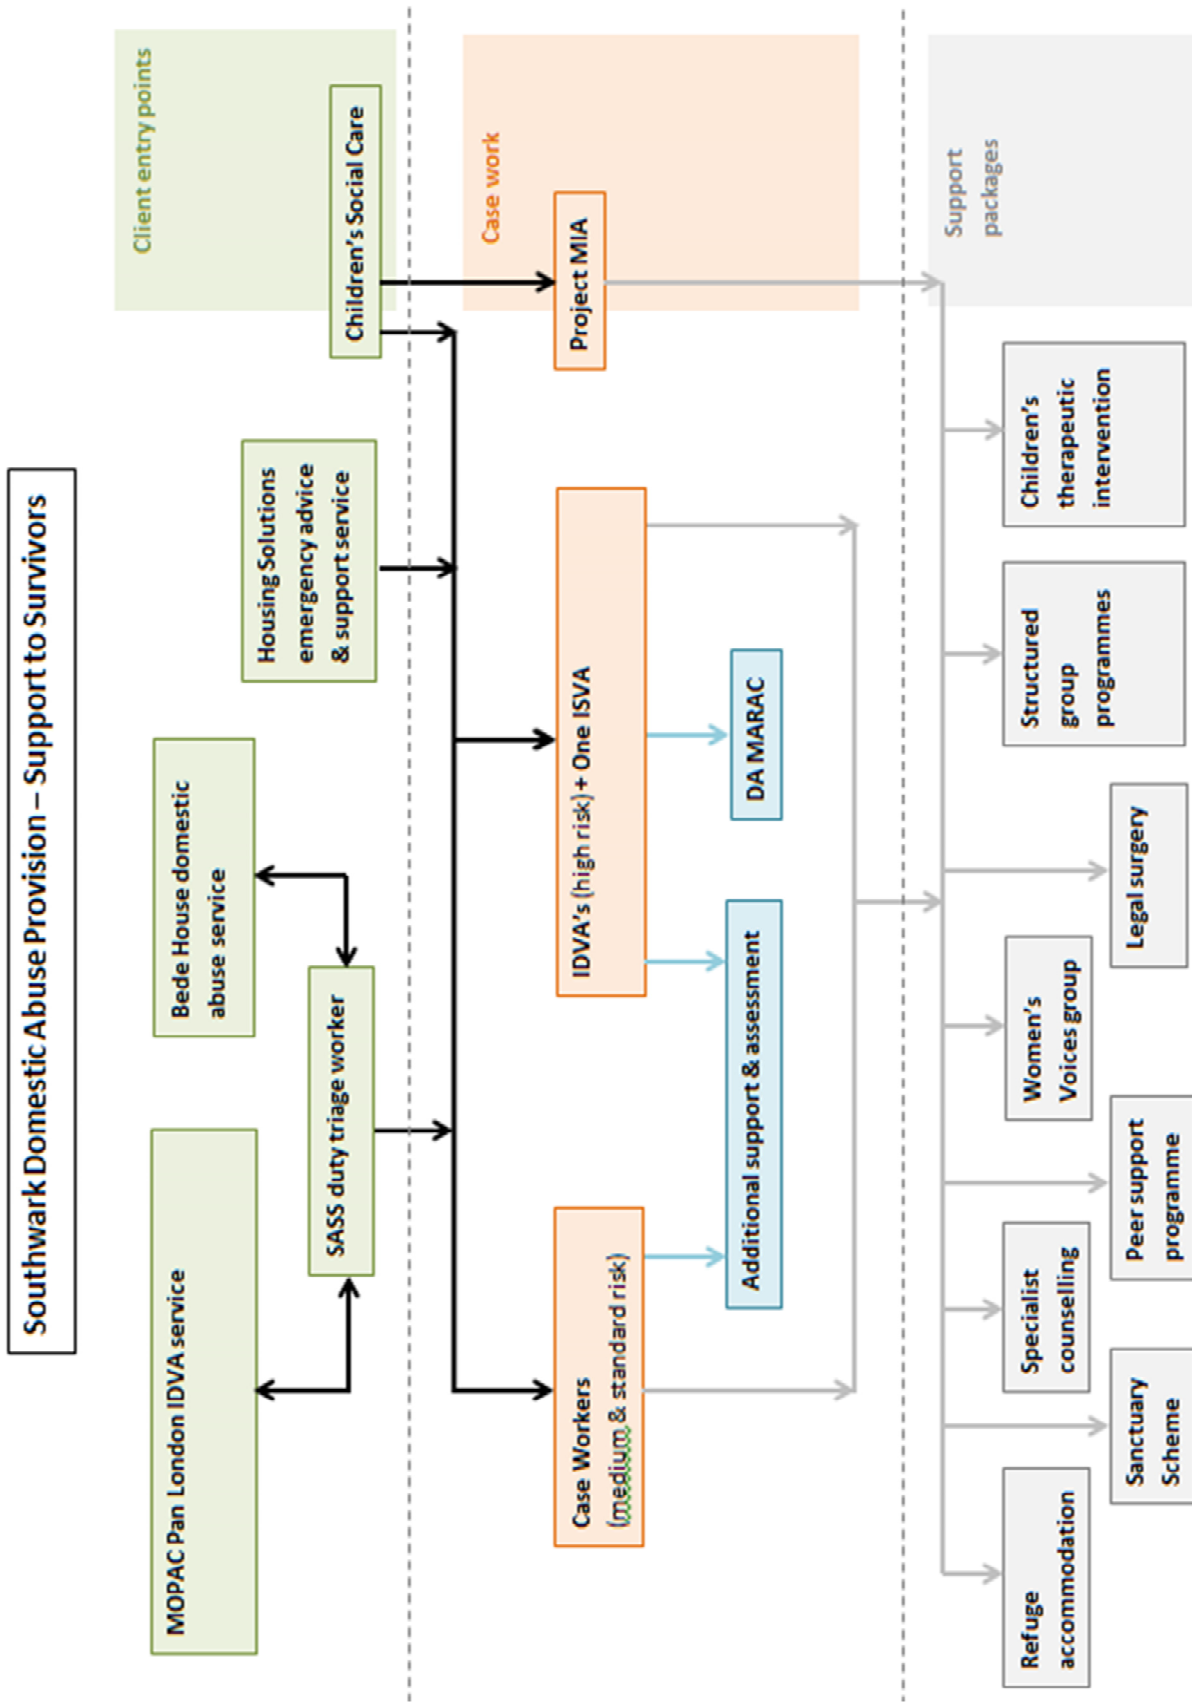 Southwark Domestic Abuse Provision – Support to Survivors
Client entry points
MOPAC Pan London IDVA service
Bede House domestic
abuse service
SASS duty triage worker
Housing Solutions
emergency advice
& support service
Children's Social Care
Case work
Case Workers
(medium & standard risk)
IDVA's (high risk) + One ISVA
Project MIA
Additional support & assessment
DA MARAC
Support
packages
Refuge
accommodation
Sanctuary
Scheme
Specialist
counselling
Peer support
programme
Women's
Voices group
Legal surgery
Structured
group
programmes
Children's
therapeutic
intervention